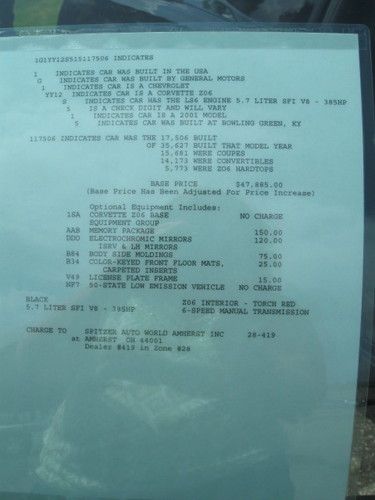 1G1YY12S515117506 INDICATES
1 INDICATES CAR WAS BUILT IN THE USA
G INDICATES CAR WAS BUILT BY GENERAL MOTORS
1 INDICATES CAR IS A CHEVROLET
YY12 INDICATES CAR IS A CORVETTE Z06
S INDICATES CAR HAS THE LS6 ENGINE 5.7 LITER SFI V8 - 385HP
5 IS A CHECK DIGIT AND WILL VARY
1 INDICATES CAR IS A 2001 MODEL
5 INDICATES CAR WAS BUILT AT BOWLING GREEN, KY
117506 INDICATES CAR WAS THE 17,506 BUILT
OF 35,627 BUILT THAT MODEL YEAR
15,681 WERE COUPES
14,173 WERE CONVERTIBLES
5,773 WERE Z06 HARDTOPS
BASE PRICE $47,885.00
(Base Price Has Been Adjusted For Price Increase)
Optional Equipment Includes:
1SA CORVETTE Z06 BASE NO CHARGE
EQUIPMENT GROUP
AAB MEMORY PACKAGE 150.00
DD0 ELECTROCHROMIC MIRRORS 120.00
ISRV & LH MIRRORS
B84 BODY SIDE MOLDINGS 75.00
B34 COLOR-KEYED FRONT FLOOR MATS, 25.00
CARPETED INSERTS
V49 LICENSE PLATE FRAME 15.00
NF7 50-STATE LOW EMISSION VEHICLE NO CHARGE
BLACK Z06 INTERIOR - TORCH RED
5.7 LITER SFI V8 - 385HP 6-SPEED MANUAL TRANSMISSION
CHARGE TO SPITZER AUTO WORLD AMHERST INC 28-419
at AMHERST OH 44001
Dealer #419 in Zone #28